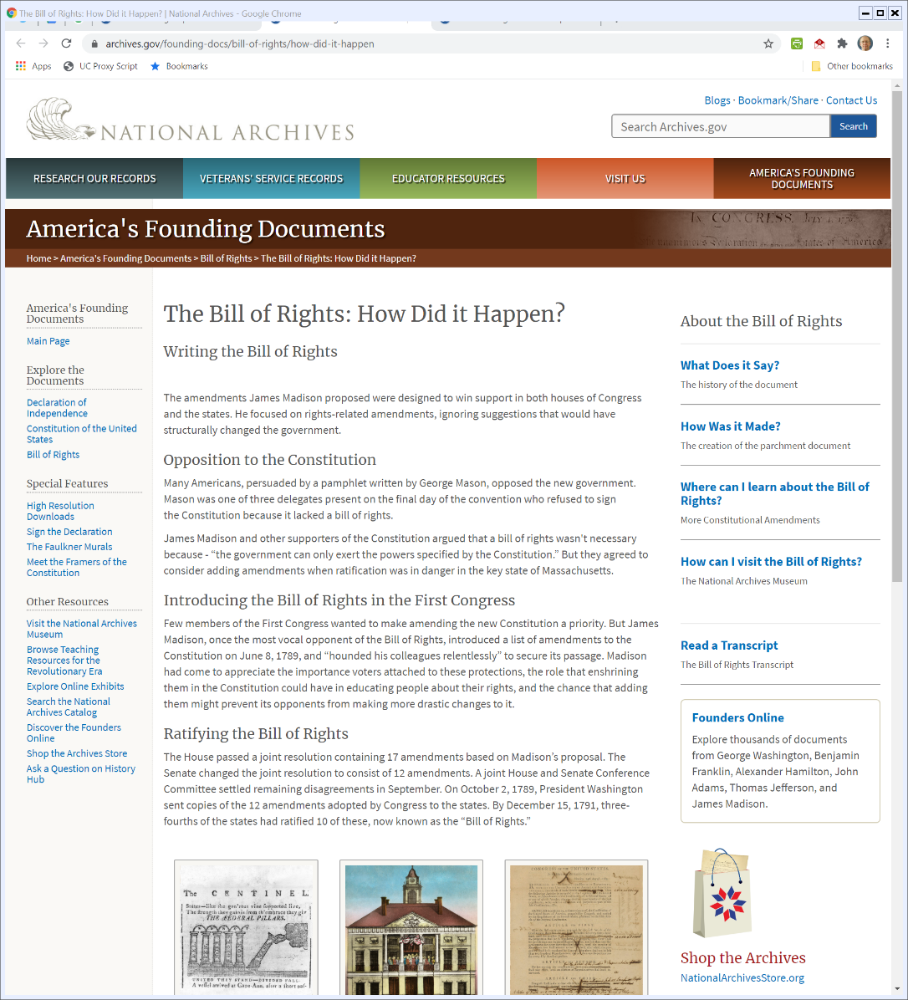 The Bill of Rights: How Did it Happen? | National Archives - Google Chrome
archives.gov/founding-docs/bill-of-rights/how-did-it-happen
Apps UC Proxy Script Bookmarks Other bookmarks
Blogs · Bookmark/Share · Contact Us
NATIONAL ARCHIVES
Search Archives.gov Search
RESEARCH OUR RECORDS VETERANS' SERVICE RECORDS EDUCATOR RESOURCES VISIT US AMERICA'S FOUNDING
DOCUMENTS
America's Founding Documents
IN CONGRESS, JULY 4, 1776.
Home > America's Founding Documents > Bill of Rights > The Bill of Rights: How Did it Happen?
America's Founding
Documents
Main Page
Explore the
Documents
Declaration of
Independence
Constitution of the United
States
Bill of Rights
Special Features
High Resolution
Downloads
Sign the Declaration
The Faulkner Murals
Meet the Framers of the
Constitution
Other Resources
Visit the National Archives
Museum
Browse Teaching
Resources for the
Revolutionary Era
Explore Online Exhibits
Search the National
Archives Catalog
Discover the Founders
Online
Shop the Archives Store
Ask a Question on History
Hub
The Bill of Rights: How Did it Happen?
Writing the Bill of Rights
The amendments James Madison proposed were designed to win support in both houses of Congress
and the states. He focused on rights-related amendments, ignoring suggestions that would have
structurally changed the government.
Opposition to the Constitution
Many Americans, persuaded by a pamphlet written by George Mason, opposed the new government.
Mason was one of three delegates present on the final day of the convention who refused to sign
the Constitution because it lacked a bill of rights.
James Madison and other supporters of the Constitution argued that a bill of rights wasn't necessary
because - “the government can only exert the powers specified by the Constitution.” But they agreed to
consider adding amendments when ratification was in danger in the key state of Massachusetts.
Introducing the Bill of Rights in the First Congress
Few members of the First Congress wanted to make amending the new Constitution a priority. But James
Madison, once the most vocal opponent of the Bill of Rights, introduced a list of amendments to the
Constitution on June 8, 1789, and “hounded his colleagues relentlessly” to secure its passage. Madison
had come to appreciate the importance voters attached to these protections, the role that enshrining
them in the Constitution could have in educating people about their rights, and the chance that adding
them might prevent its opponents from making more drastic changes to it.
Ratifying the Bill of Rights
The House passed a joint resolution containing 17 amendments based on Madison’s proposal. The
Senate changed the joint resolution to consist of 12 amendments. A joint House and Senate Conference
Committee settled remaining disagreements in September. On October 2, 1789, President Washington
sent copies of the 12 amendments adopted by Congress to the states. By December 15, 1791, three-
fourths of the states had ratified 10 of these, now known as the “Bill of Rights.”
The CENTINEL
THE FEDERAL PILLARS.
UNITED THEY STAND—DIVIDED FALL
About the Bill of Rights
What Does it Say?
The history of the document
How Was it Made?
The creation of the parchment document
Where can I learn about the Bill of
Rights?
More Constitutional Amendments
How can I visit the Bill of Rights?
The National Archives Museum
Read a Transcript
The Bill of Rights Transcript
Founders Online
Explore thousands of documents
from George Washington, Benjamin
Franklin, Alexander Hamilton, John
Adams, Thomas Jefferson, and
James Madison.
Shop the Archives
NationalArchivesStore.org